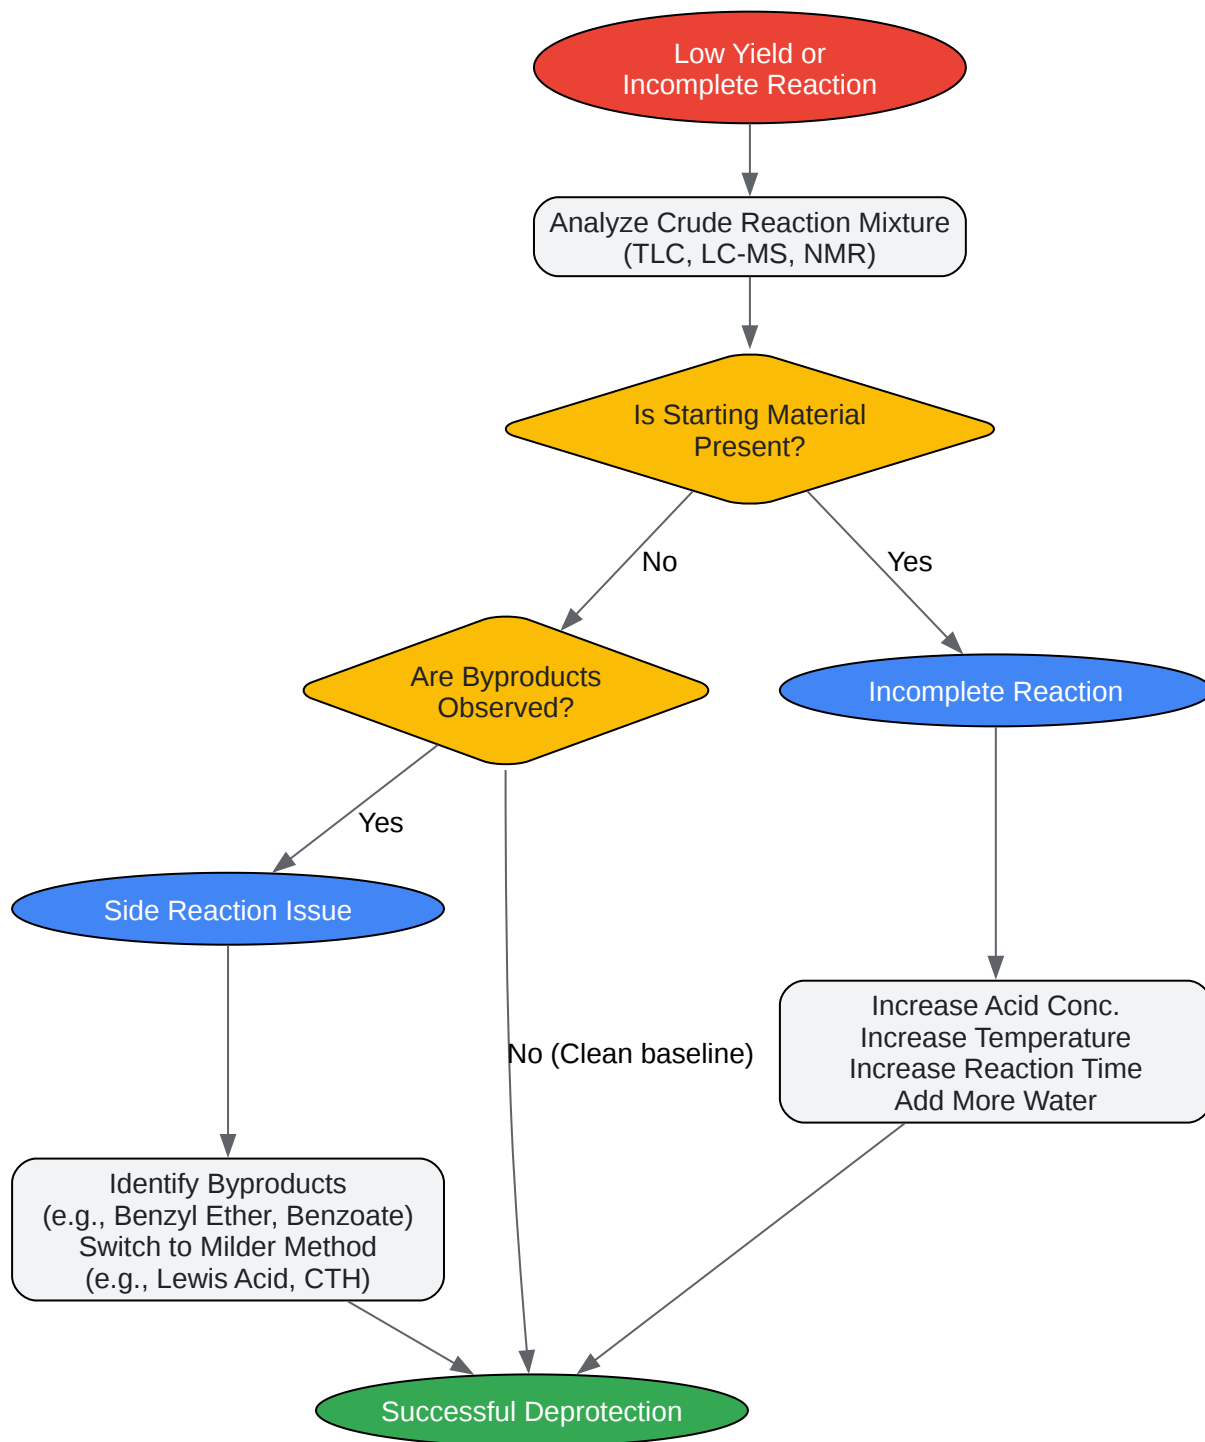 Low Yield or
Incomplete Reaction
Analyze Crude Reaction Mixture
(TLC, LC-MS, NMR)
Is Starting Material
Present?
No
Yes
Are Byproducts
Observed?
Incomplete Reaction
Yes
Side Reaction Issue
No (Clean baseline)
Increase Acid Conc.
Increase Temperature
Increase Reaction Time
Add More Water
Identify Byproducts
(e.g., Benzyl Ether, Benzoate)
Switch to Milder Method
(e.g., Lewis Acid, CTH)
Successful Deprotection